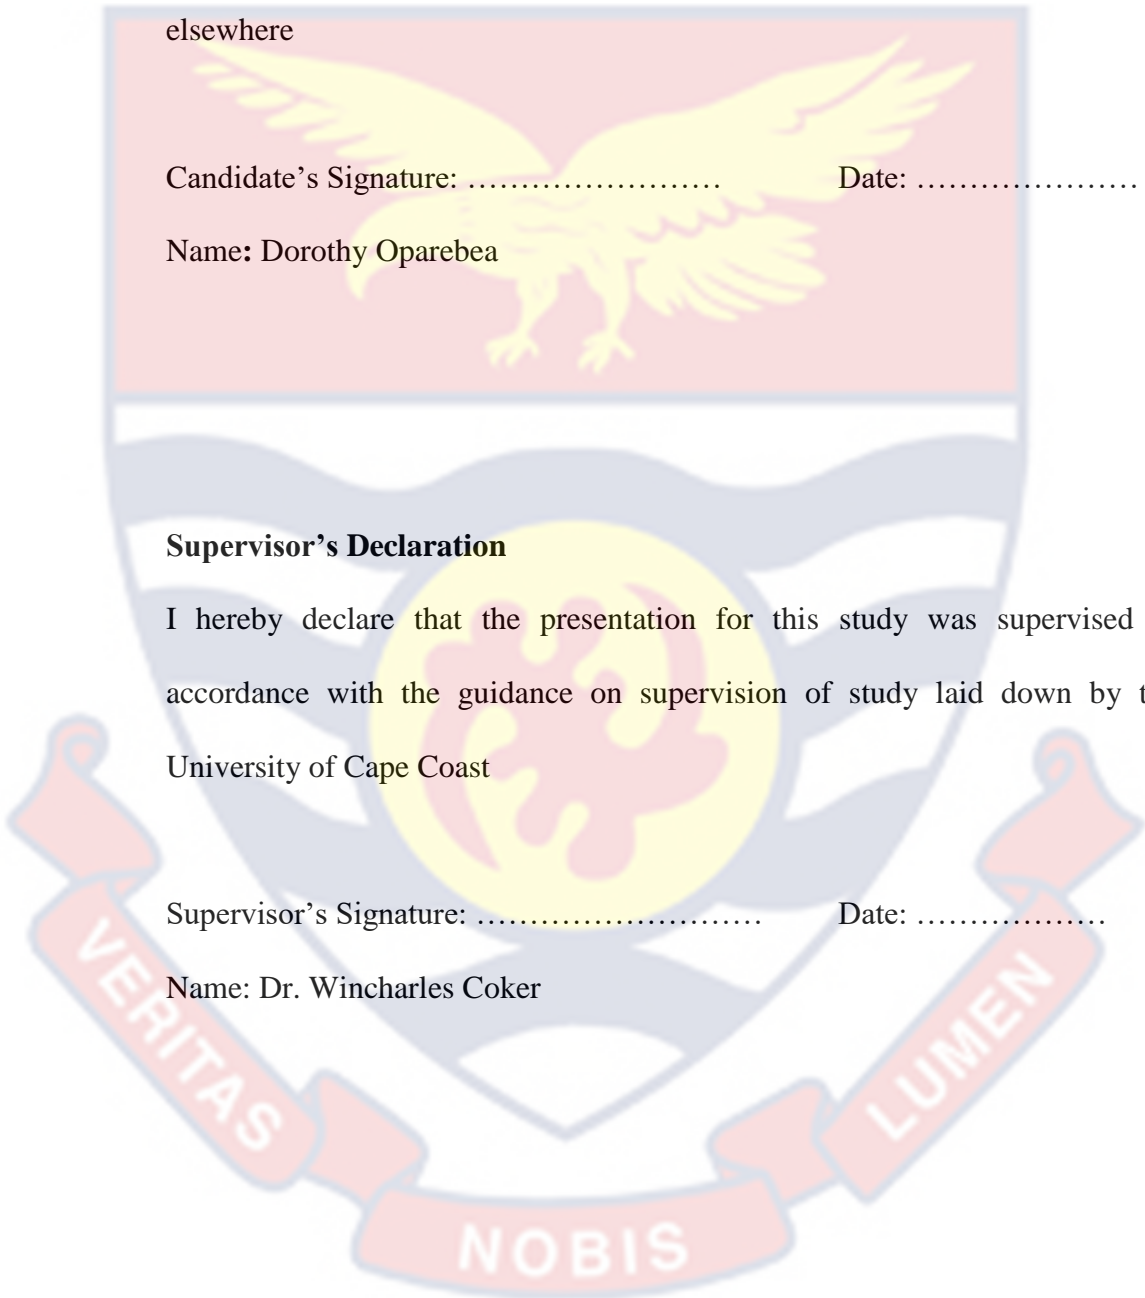 elsewhere
Candidate’s Signature: …………………… Date: …………………
Name: Dorothy Oparebea
Supervisor’s Declaration
I hereby declare that the presentation for this study was supervised
accordance with the guidance on supervision of study laid down by t
University of Cape Coast
Supervisor’s Signature: ……………………… Date: ………………
Name: Dr. Wincharles Coker
VERITAS
NOBIS
LUMEN